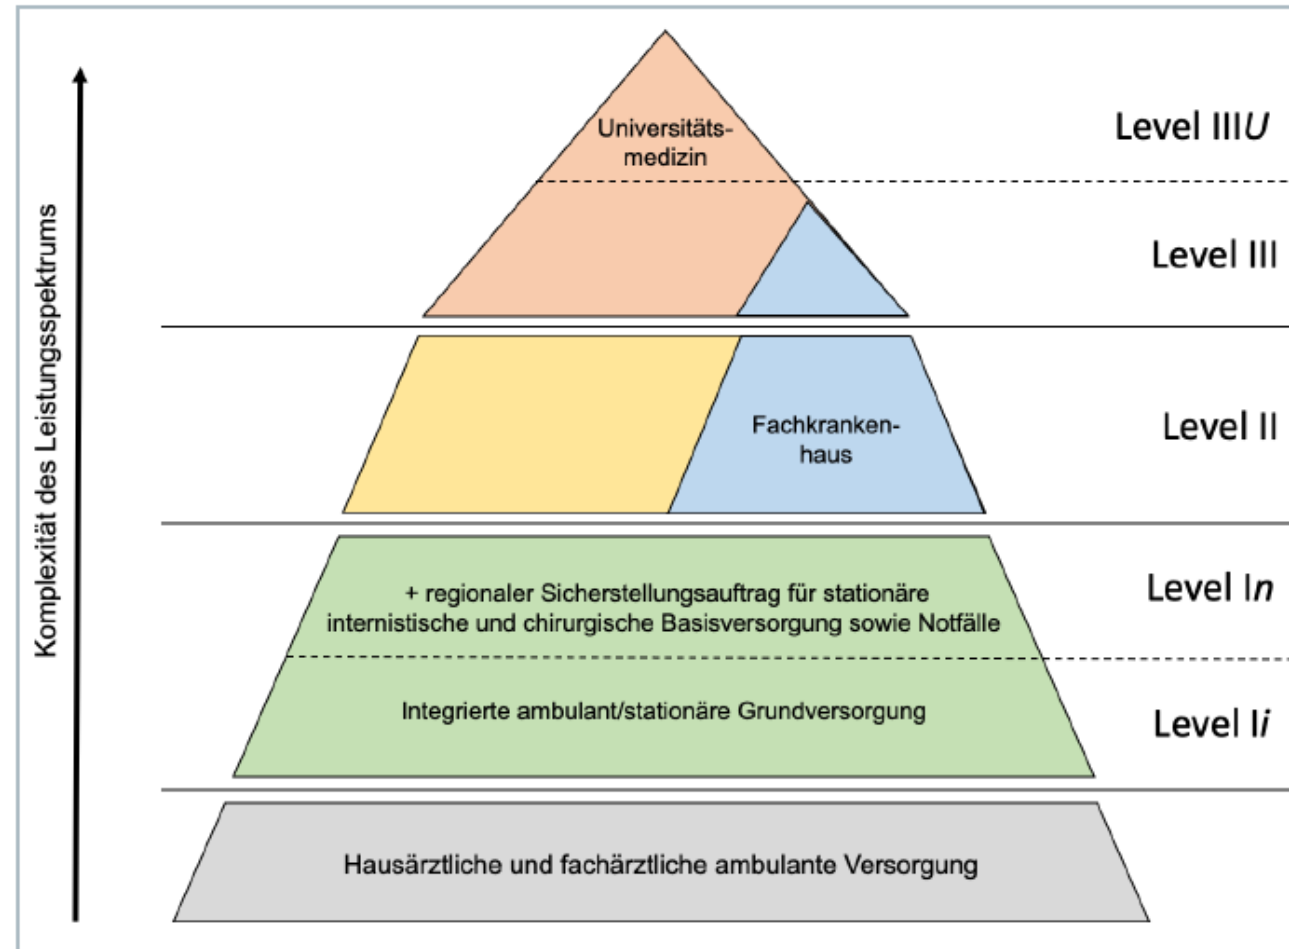 Komplexität des Leistungsspektrums
Universitäts-
medizin
Level IIIU
Level III
Fachkranken-
haus
Level II
+ regionaler Sicherstellungsauftrag für stationäre
internistische und chirurgische Basisversorgung sowie Notfälle
Level In
Integrierte ambulant/stationäre Grundversorgung
Level Ii
Hausärztliche und fachärztliche ambulante Versorgung